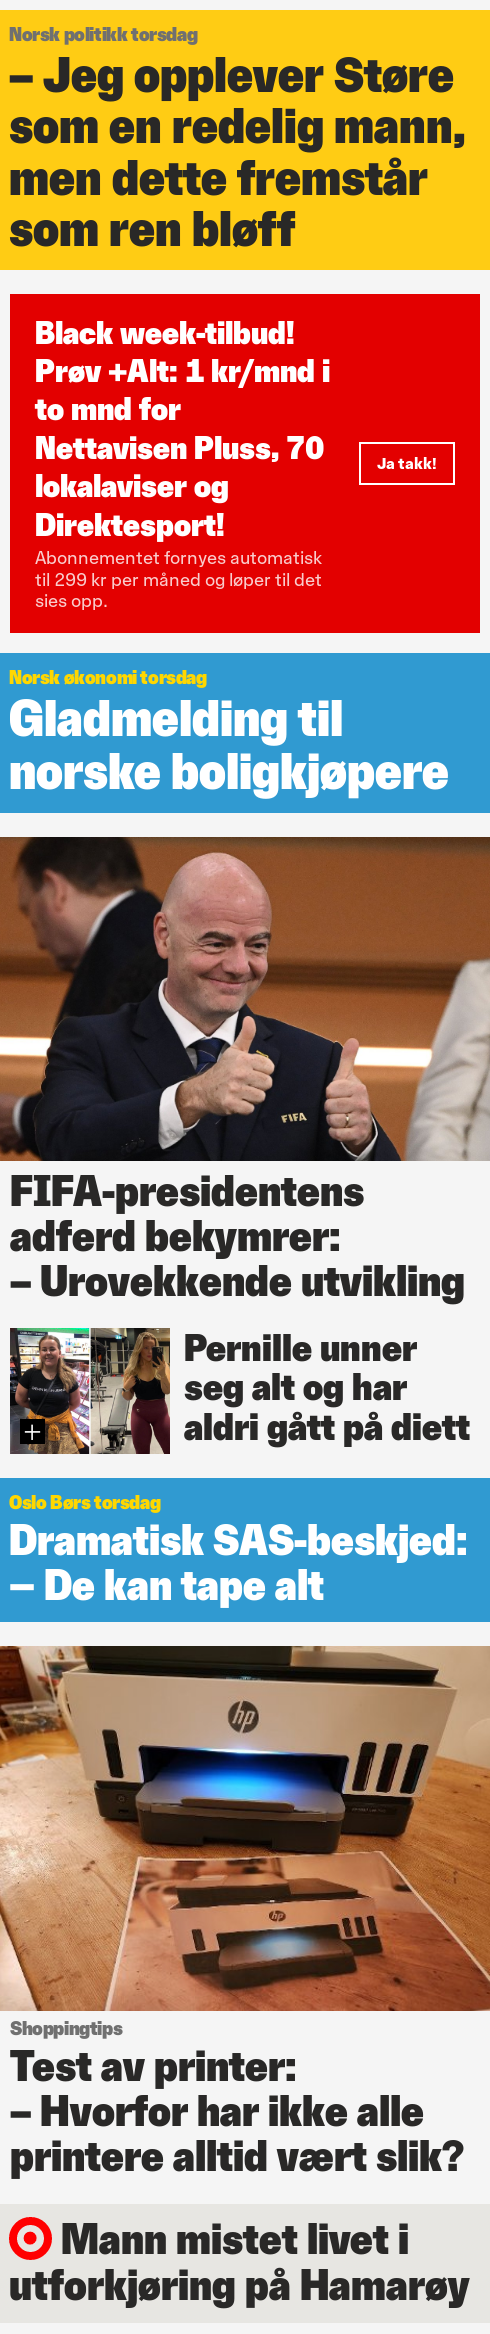 Norsk politikk torsdag
– Jeg opplever Støre
som en redelig mann,
men dette fremstår
som ren bløff
Black week-tilbud!
Prøv +Alt: 1 kr/mnd i
to mnd for
Nettavisen Pluss, 70
lokalaviser og
Direktesport!
Ja takk!
Abonnementet fornyes automatisk
til 299 kr per måned og løper til det
sies opp.
Norsk økonomi torsdag
Gladmelding til
norske boligkjøpere
FIFA
FIFA-presidentens
adferd bekymrer:
– Urovekkende utvikling
Pernille unner
seg alt og har
aldri gått på diett
Oslo Børs torsdag
Dramatisk SAS-beskjed:
– De kan tape alt
hp
hp
Shoppingtips
Test av printer:
– Hvorfor har ikke alle
printere alltid vært slik?
Mann mistet livet i
utforkjøring på Hamarøy